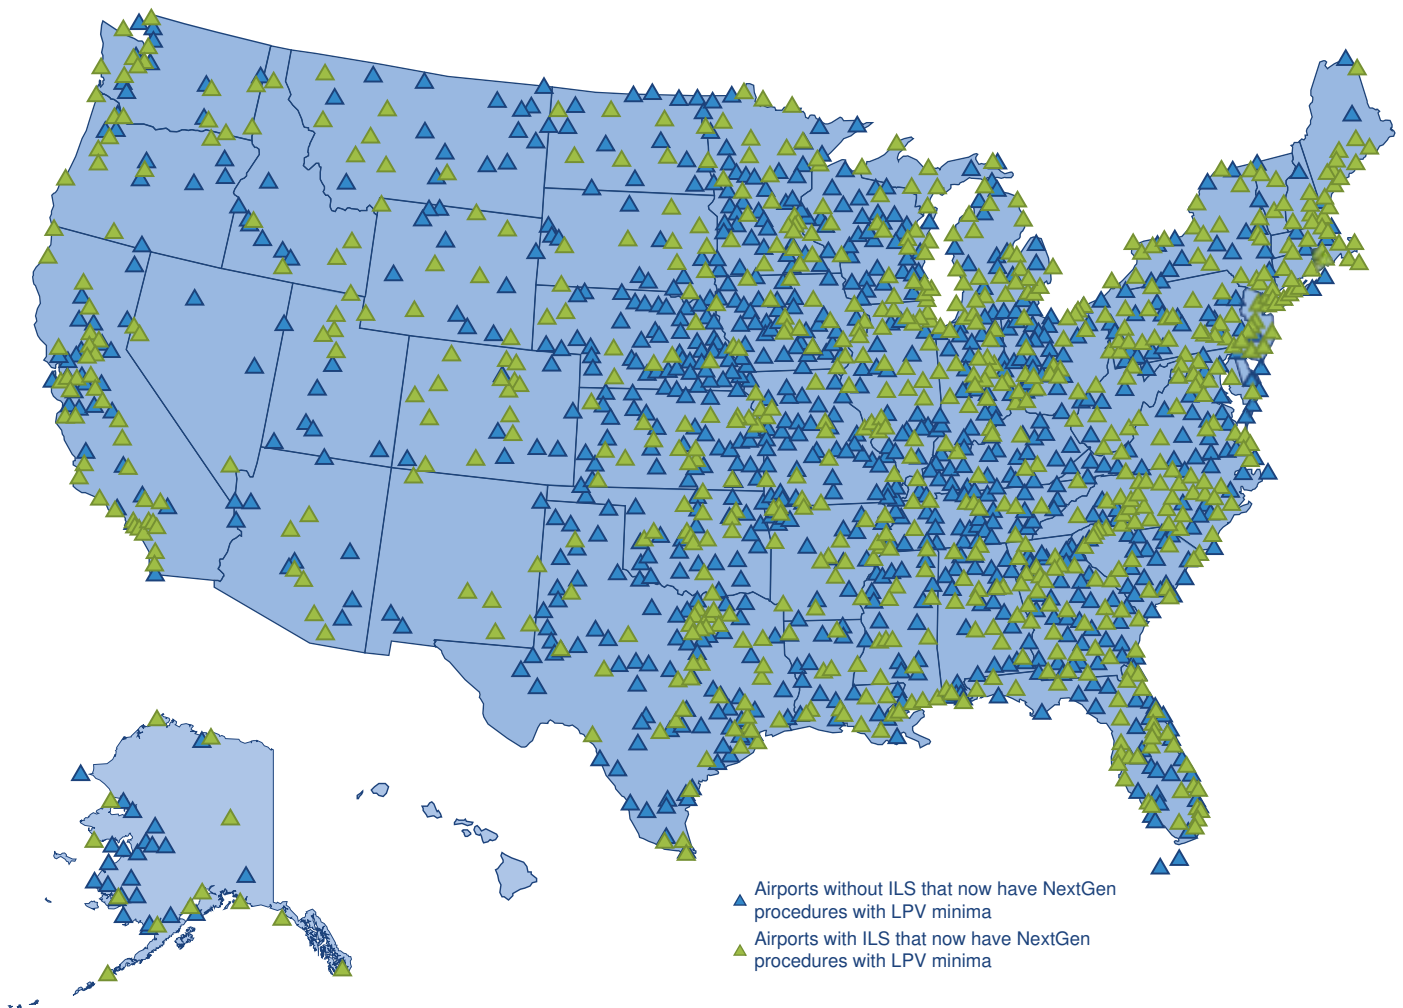 Airports without ILS that now have NextGen
procedures with LPV minima
Airports with ILS that now have NextGen
procedures with LPV minima